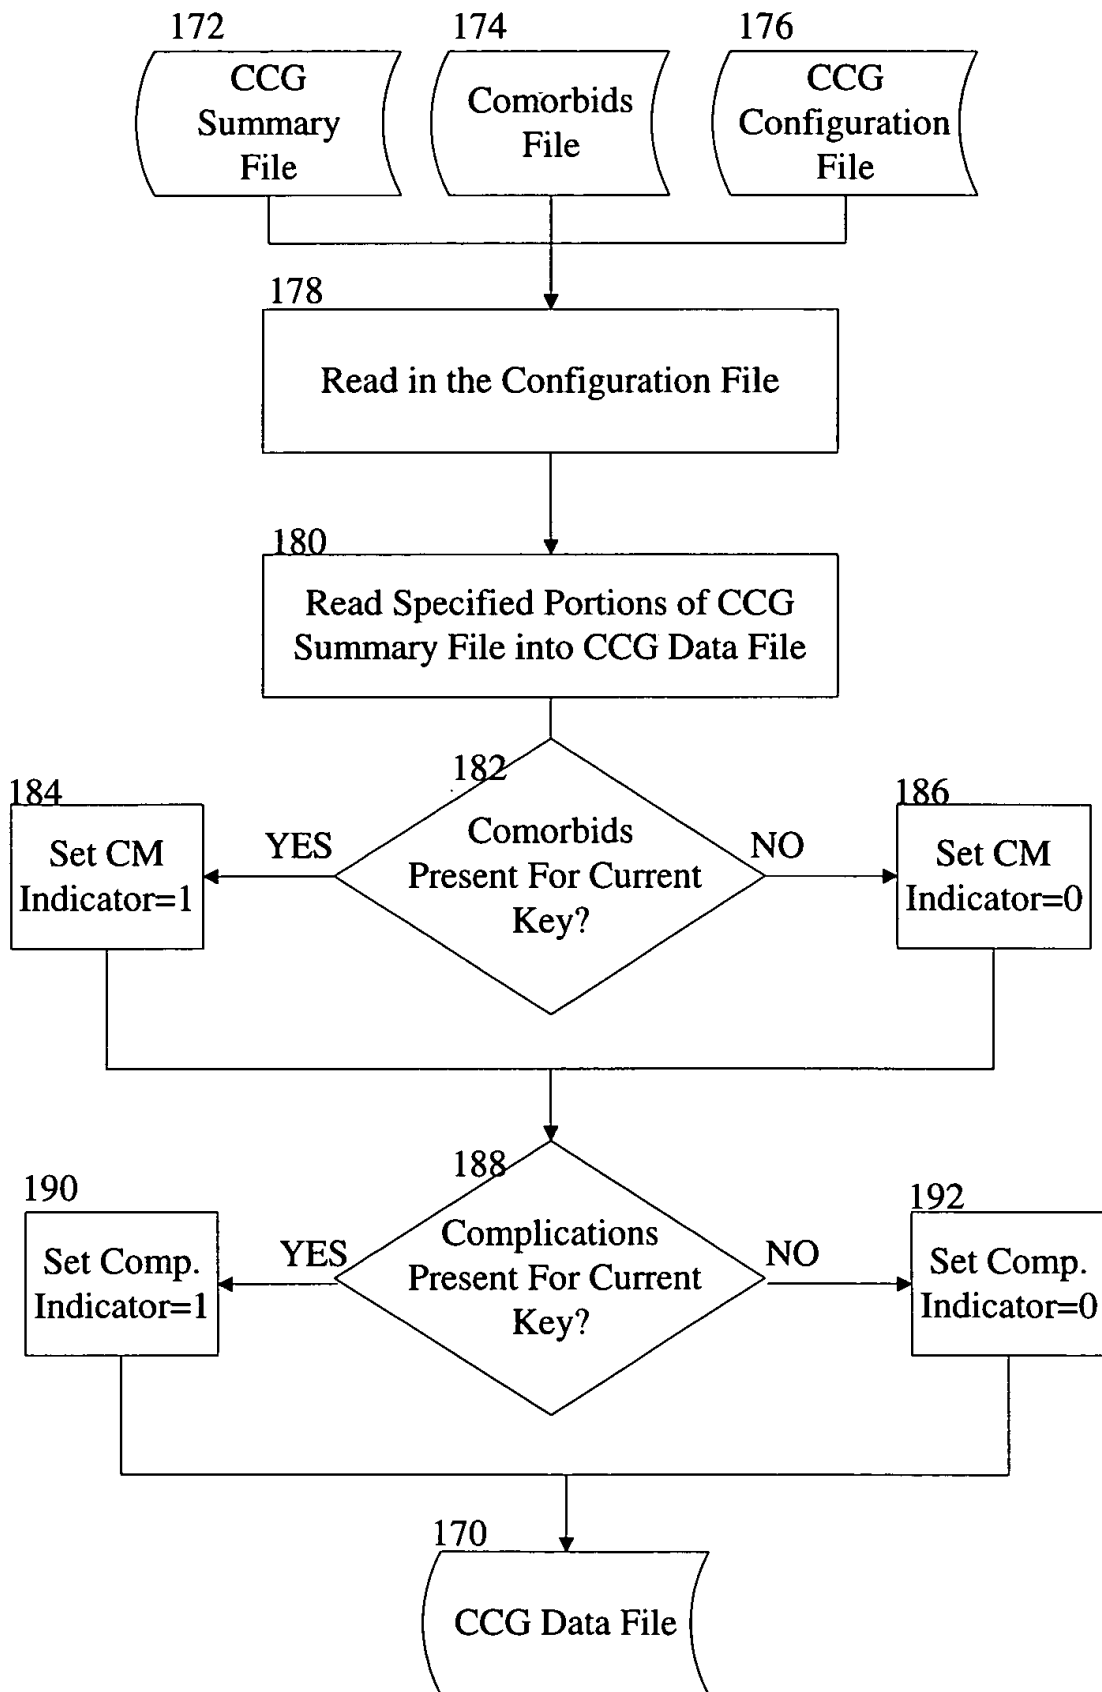 172
174
176
CCG
Summary
File
Comorbids
File
CCG
Configuration
File
178
Read in the Configuration File
180
Read Specified Portions of CCG
Summary File into CCG Data File
182
184
186
YES
NO
Set CM
Indicator=1
Comorbids
Present For Current
Key?
Set CM
Indicator=0
188
190
192
YES
NO
Set Comp.
Indicator=1
Complications
Present For Current
Key?
Set Comp.
Indicator=0
170
CCG Data File